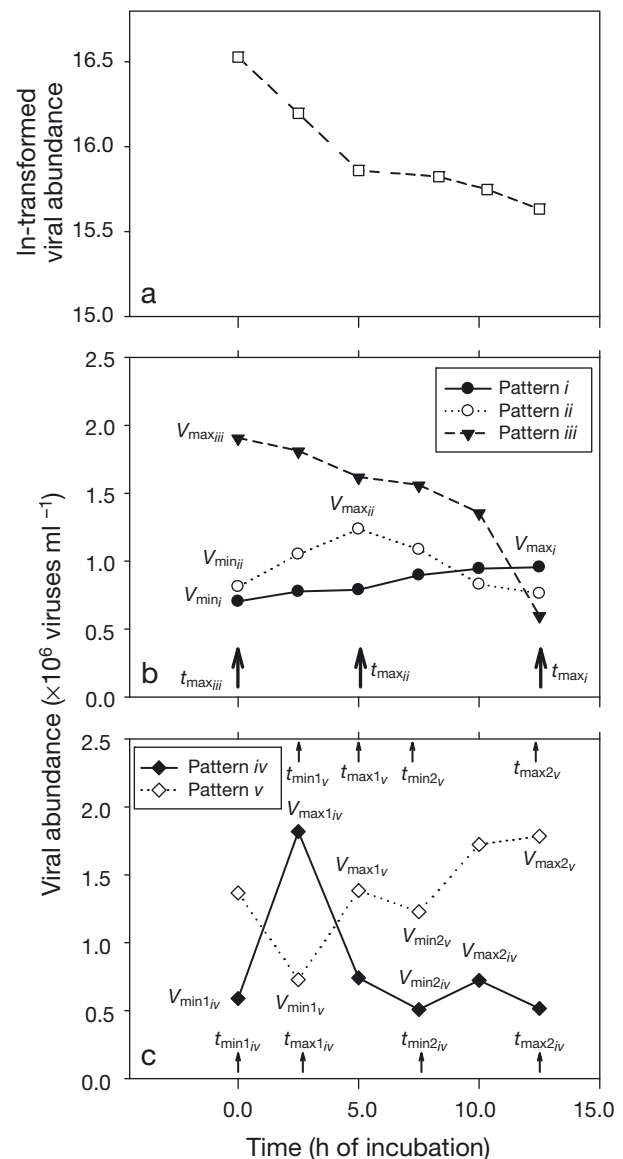 ln-transformed
viral abundance
16.5
16.0
15.5
15.0
a
Viral abundance (×10⁶ viruses ml⁻¹)
2.5
2.0
1.5
1.0
0.5
0.0
Pattern i
Pattern ii
Pattern iii
Vmaxiii
Vmaxii
Vminii
Vmaxi
Vmini
b
tmaxiii
tmaxii
tmaxi
2.5
2.0
1.5
1.0
0.5
0.0
Pattern iv
Pattern v
tmin1v
tmax1v
tmin2v
tmax2v
Vmax1iv
Vmax1v
Vmax2v
Vmin2v
Vmax2iv
Vmin2iv
Vmin1iv
Vmin1v
tmin1iv
tmax1iv
tmin2iv
tmax2iv
c
0.0 5.0 10.0 15.0
Time (h of incubation)